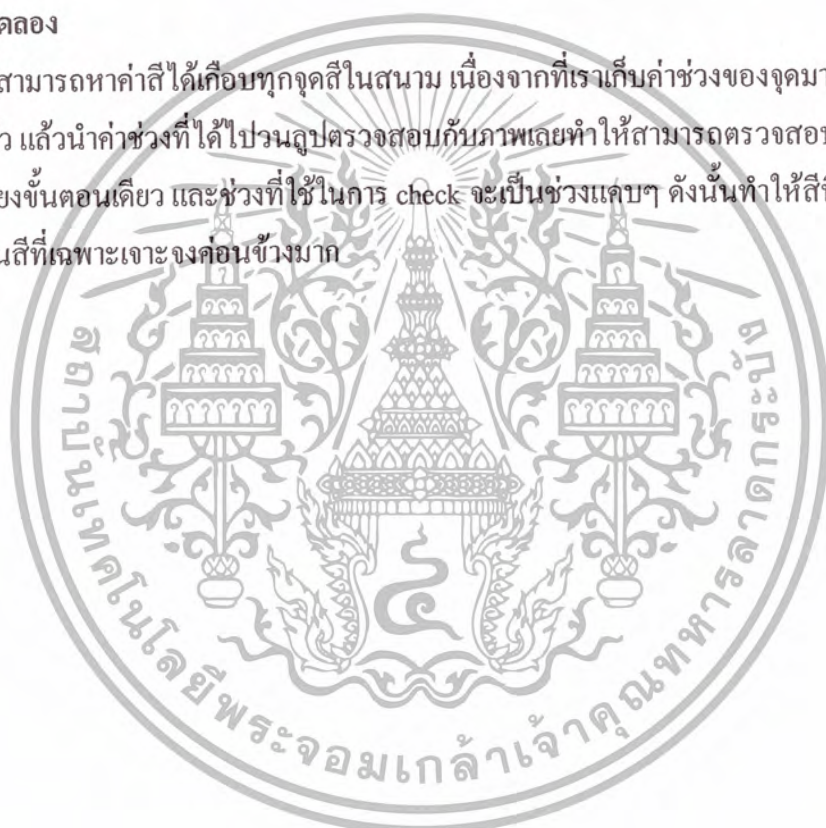 ดลอง
สามารถหาค่าสีได้เกือบทุกจุดสีในสนาม เนื่องจากที่เราเก็บค่าช่วงของจุดมา
ว แล้วนำค่าช่วงที่ได้ไปวนลูปตรวจสอบกับภาพเลยทำให้สามารถตรวจสอบ
ยงขั้นตอนเดียว และช่วงที่ใช้ในการ check จะเป็นช่วงแคบๆ ดังนั้นทำให้สี
นสีที่เฉพาะเจาะจงค่อนข้างมาก
สถาบันเทคโนโลยีพระจอมเกล้าเจ้าคุณทหารลาดกระบัง